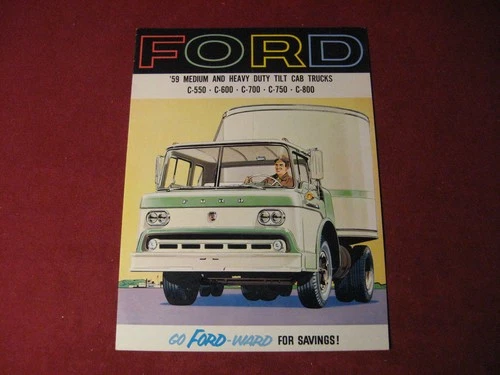 FORD
'59 MEDIUM AND HEAVY DUTY TILT CAB TRUCKS
C-550 · C-600 · C-700 · C-750 · C-800
FORD
GO FORD-WARD FOR SAVINGS!